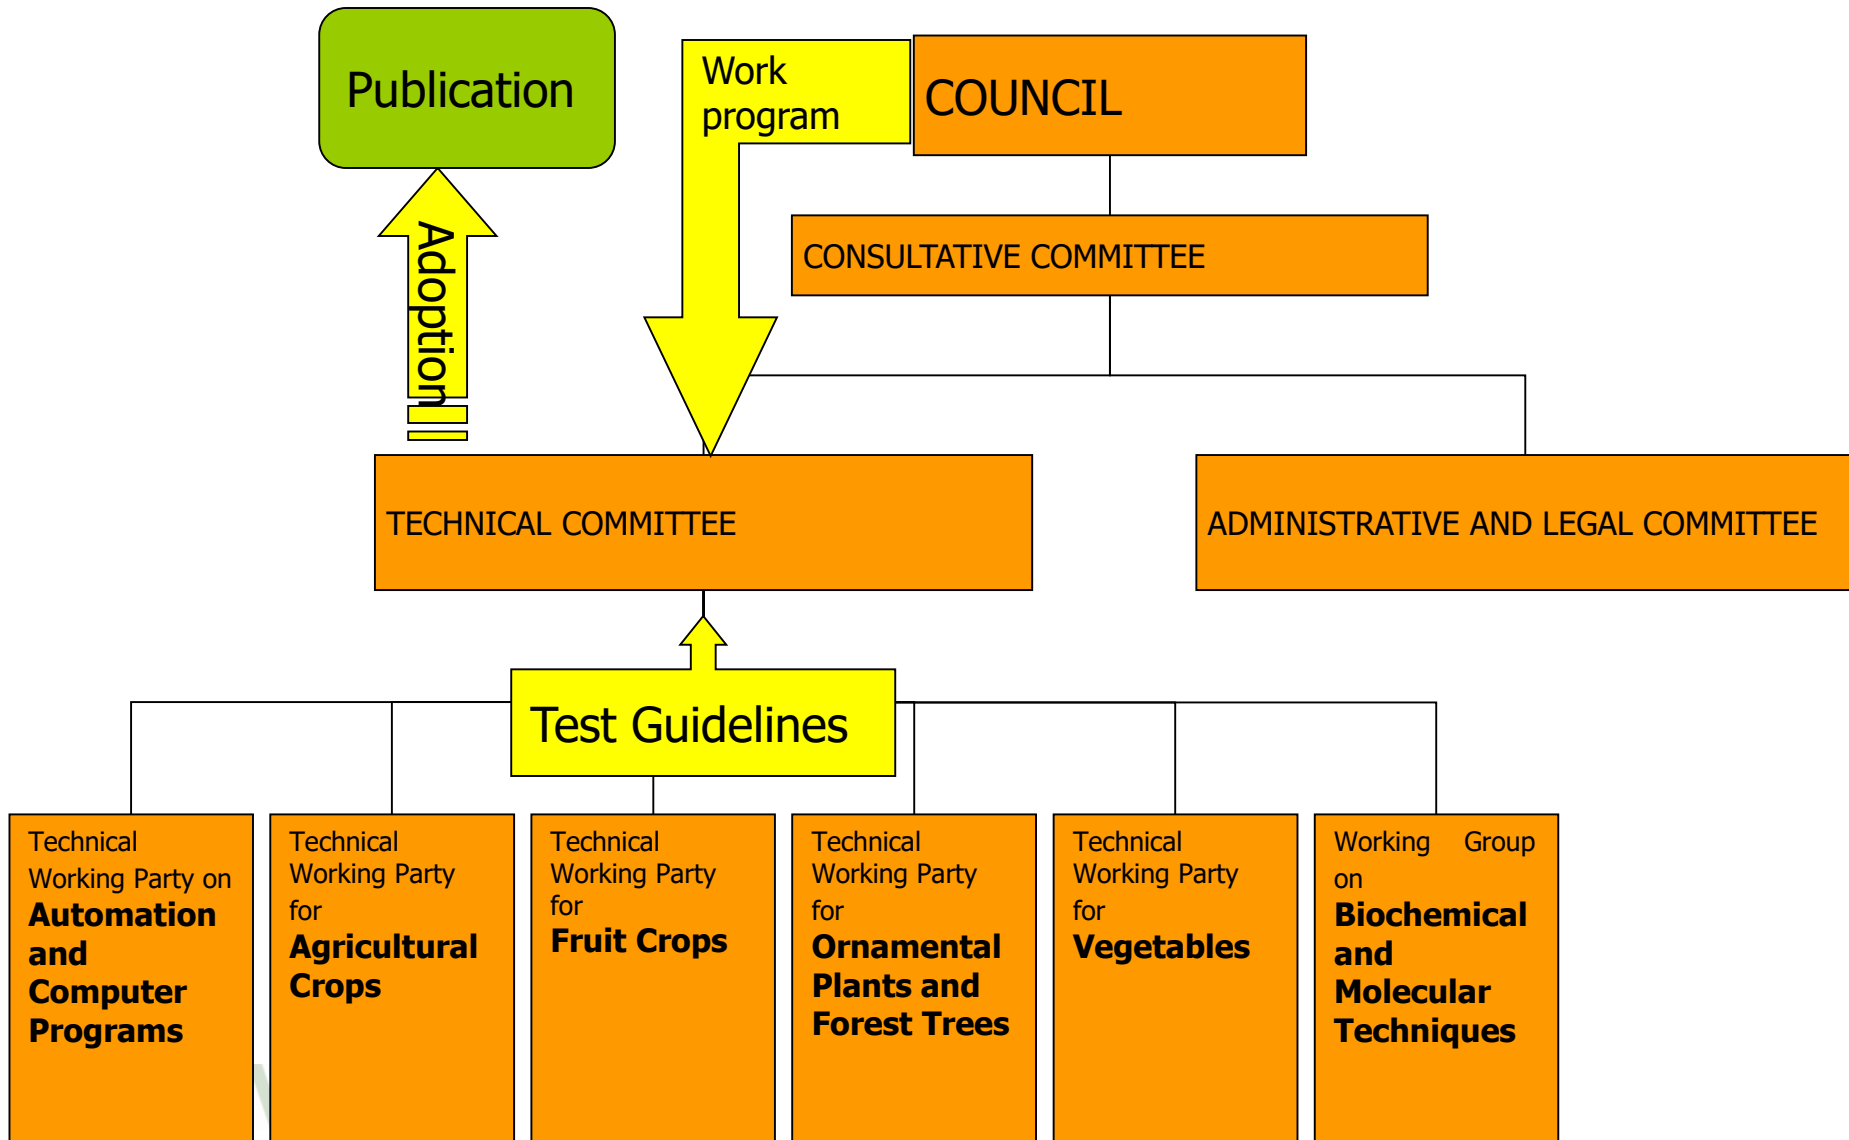 Publication
Work
program
COUNCIL
Adoption
CONSULTATIVE COMMITTEE
TECHNICAL COMMITTEE
ADMINISTRATIVE AND LEGAL COMMITTEE
Test Guidelines
Technical
Working Party on
Automation
and
Computer
Programs
Technical
Working Party
for
Agricultural
Crops
Technical
Working Party
for
Fruit Crops
Technical
Working Party
for
Ornamental
Plants and
Forest Trees
Technical
Working Party
for
Vegetables
Working Group
on
Biochemical
and
Molecular
Techniques